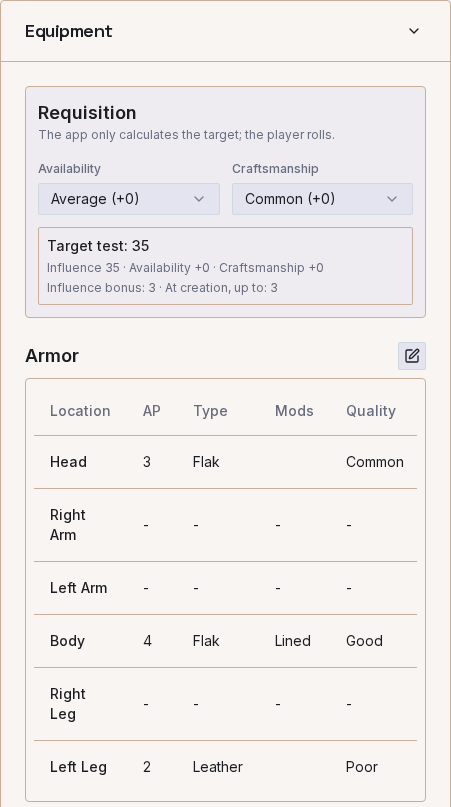 Equipment
Requisition
The app only calculates the target; the player rolls.
Availability Craftsmanship
Average (+0) Common (+0)
Target test: 35
Influence 35 · Availability +0 · Craftsmanship +0
Influence bonus: 3 · At creation, up to: 3
Armor
Location AP Type Mods Quality
Head 3 Flak Common
Right
Arm - - - -
Left Arm - - - -
Body 4 Flak Lined Good
Right
Leg - - - -
Left Leg 2 Leather Poor